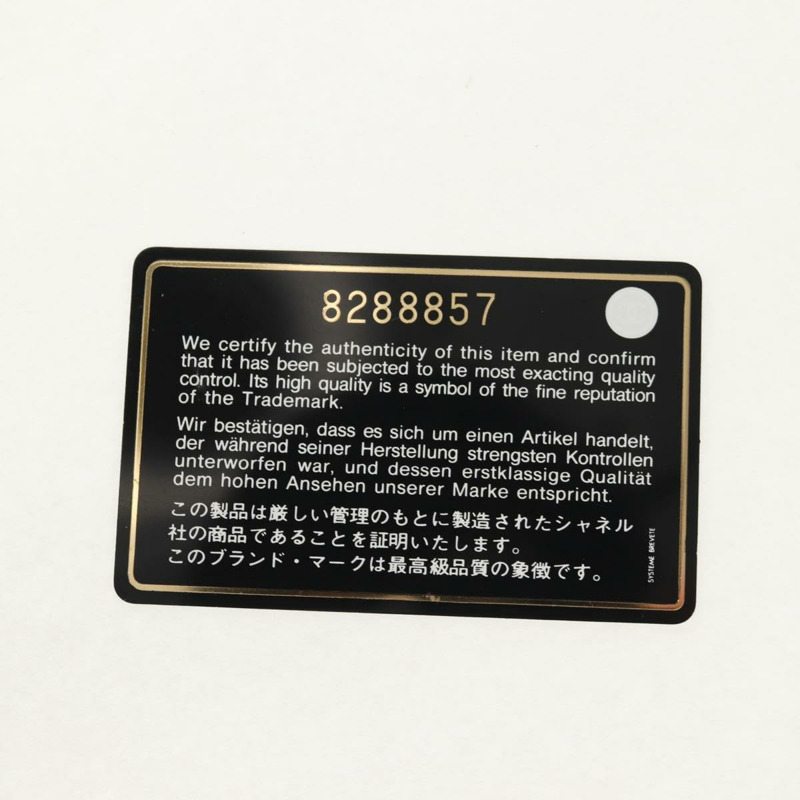 8288857
We certify the authenticity of this item and confirm
that it has been subjected to the most exacting quality
control. Its high quality is a symbol of the fine reputation
of the Trademark.
Wir bestätigen, dass es sich um einen Artikel handelt,
der während seiner Herstellung strengsten Kontrollen
unterworfen war, und dessen erstklassige Qualität
dem hohen Ansehen unserer Marke entspricht.
この製品は厳しい管理のもとに製造されたシャネル
社の商品であることを証明いたします。
このブランド・マークは最高級品質の象徴です。
SYSTEME BREVETE